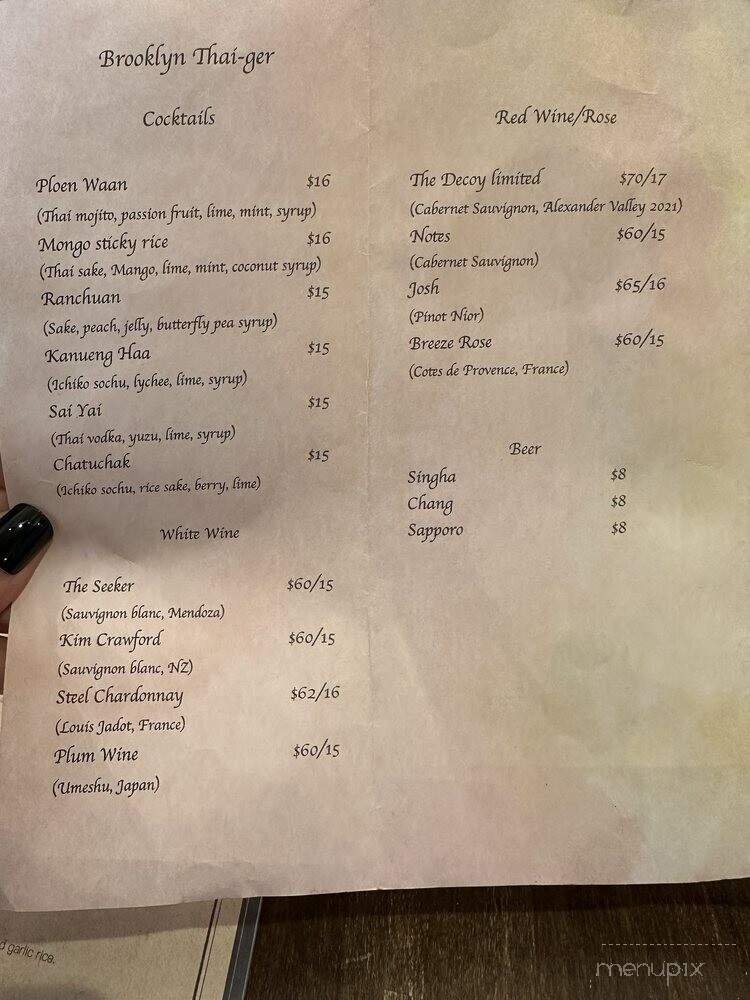 Brooklyn Thai-ger
Cocktails
Ploen Waan $16
(Thai mojito, passion fruit, lime, mint, syrup)
Mongo sticky rice $16
(Thai sake, Mango, lime, mint, coconut syrup)
Ranchuan $15
(Sake, peach, jelly, butterfly pea syrup)
Kanueng Haa $15
(Ichiko sochu, lychee, lime, syrup)
Sai Yai $15
(Thai vodka, yuzu, lime, syrup)
Chatuchak $15
(Ichiko sochu, rice sake, berry, lime)
White Wine
The Seeker $60/15
(Sauvignon blanc, Mendoza)
Kim Crawford $60/15
(Sauvignon blanc, NZ)
Steel Chardonnay $62/16
(Louis Jadot, France)
Plum Wine $60/15
(Umeshu, Japan)
Red Wine/Rose
The Decoy limited $70/17
(Cabernet Sauvignon, Alexander Valley 2021)
Notes $60/15
(Cabernet Sauvignon)
Josh $65/16
(Pinot Nior)
Breeze Rose $60/15
(Cotes de Provence, France)
Beer
Singha $8
Chang $8
Sapporo $8
garlic rice.
menupix